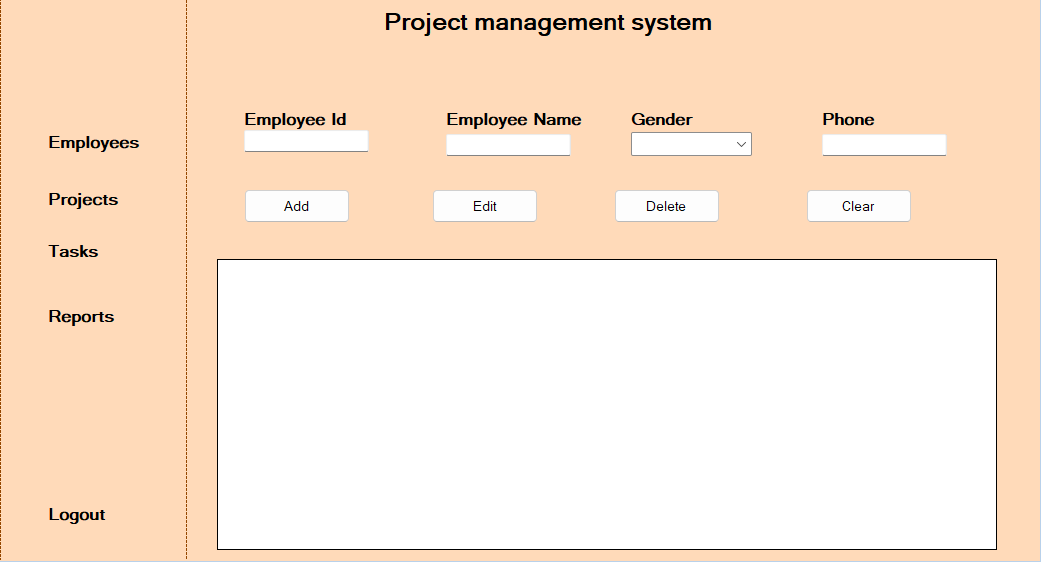 Project management system
Employee Id Employee Name Gender Phone
Employees
Projects
Add Edit Delete Clear
Tasks
Reports
Logout